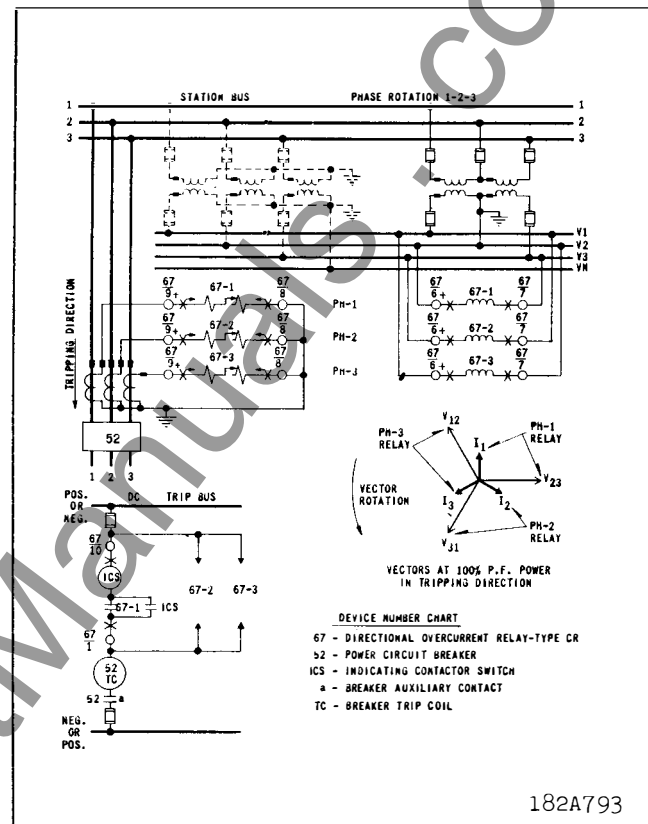 STATION BUS PHASE ROTATION 1-2-3
1 1
2 2
3 3
V1
V2
V3
VN
67/9 + 67-1 67/8 PH-1 67/6 + 67-1 67/7
67/9 + 67-2 67/8 PH-2 67/6 + 67-2 67/7
67/9 + 67-3 67/8 PH-3 67/6 + 67-3 67/7
TRIPPING DIRECTION
52
1 2 3
V12
PH-3 RELAY
I1
PH-1 RELAY
V23
I3
I2
V31
PH-2 RELAY
VECTOR ROTATION
VECTORS AT 100% P.F. POWER
IN TRIPPING DIRECTION
POS. OR NEG.
DC TRIP BUS
67/10
ICS
67-1 ICS 67-2 67-3
67/1
52 TC
52 a
NEG. OR POS.
DEVICE NUMBER CHART
67 - DIRECTIONAL OVERCURRENT RELAY-TYPE CR
52 - POWER CIRCUIT BREAKER
ICS - INDICATING CONTACTOR SWITCH
a - BREAKER AUXILIARY CONTACT
TC - BREAKER TRIP COIL
182A793